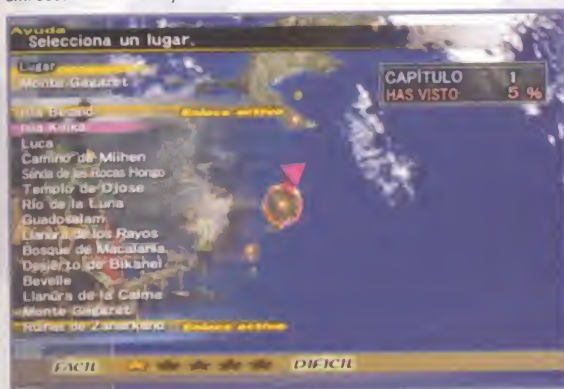 Ayuda
Selecciona un lugar.
Lugar
Monte Gagazet
CAPÍTULO 1
HAS VISTO 5 %
Isla Besaid Enlace activo
Isla Kilika
Luca
Camino de Miihen
Senda de las Rocas Hongo
Templo de Djose
Río de la Luna
Guadosalam
Llanura de los Rayos
Bosque de Macalania
Desierto de Bikanel
Bevelle
Llanura de la Calma
Monte Gagazet
Ruinas de Zanarkand Enlace activo
FÁCIL DIFÍCIL